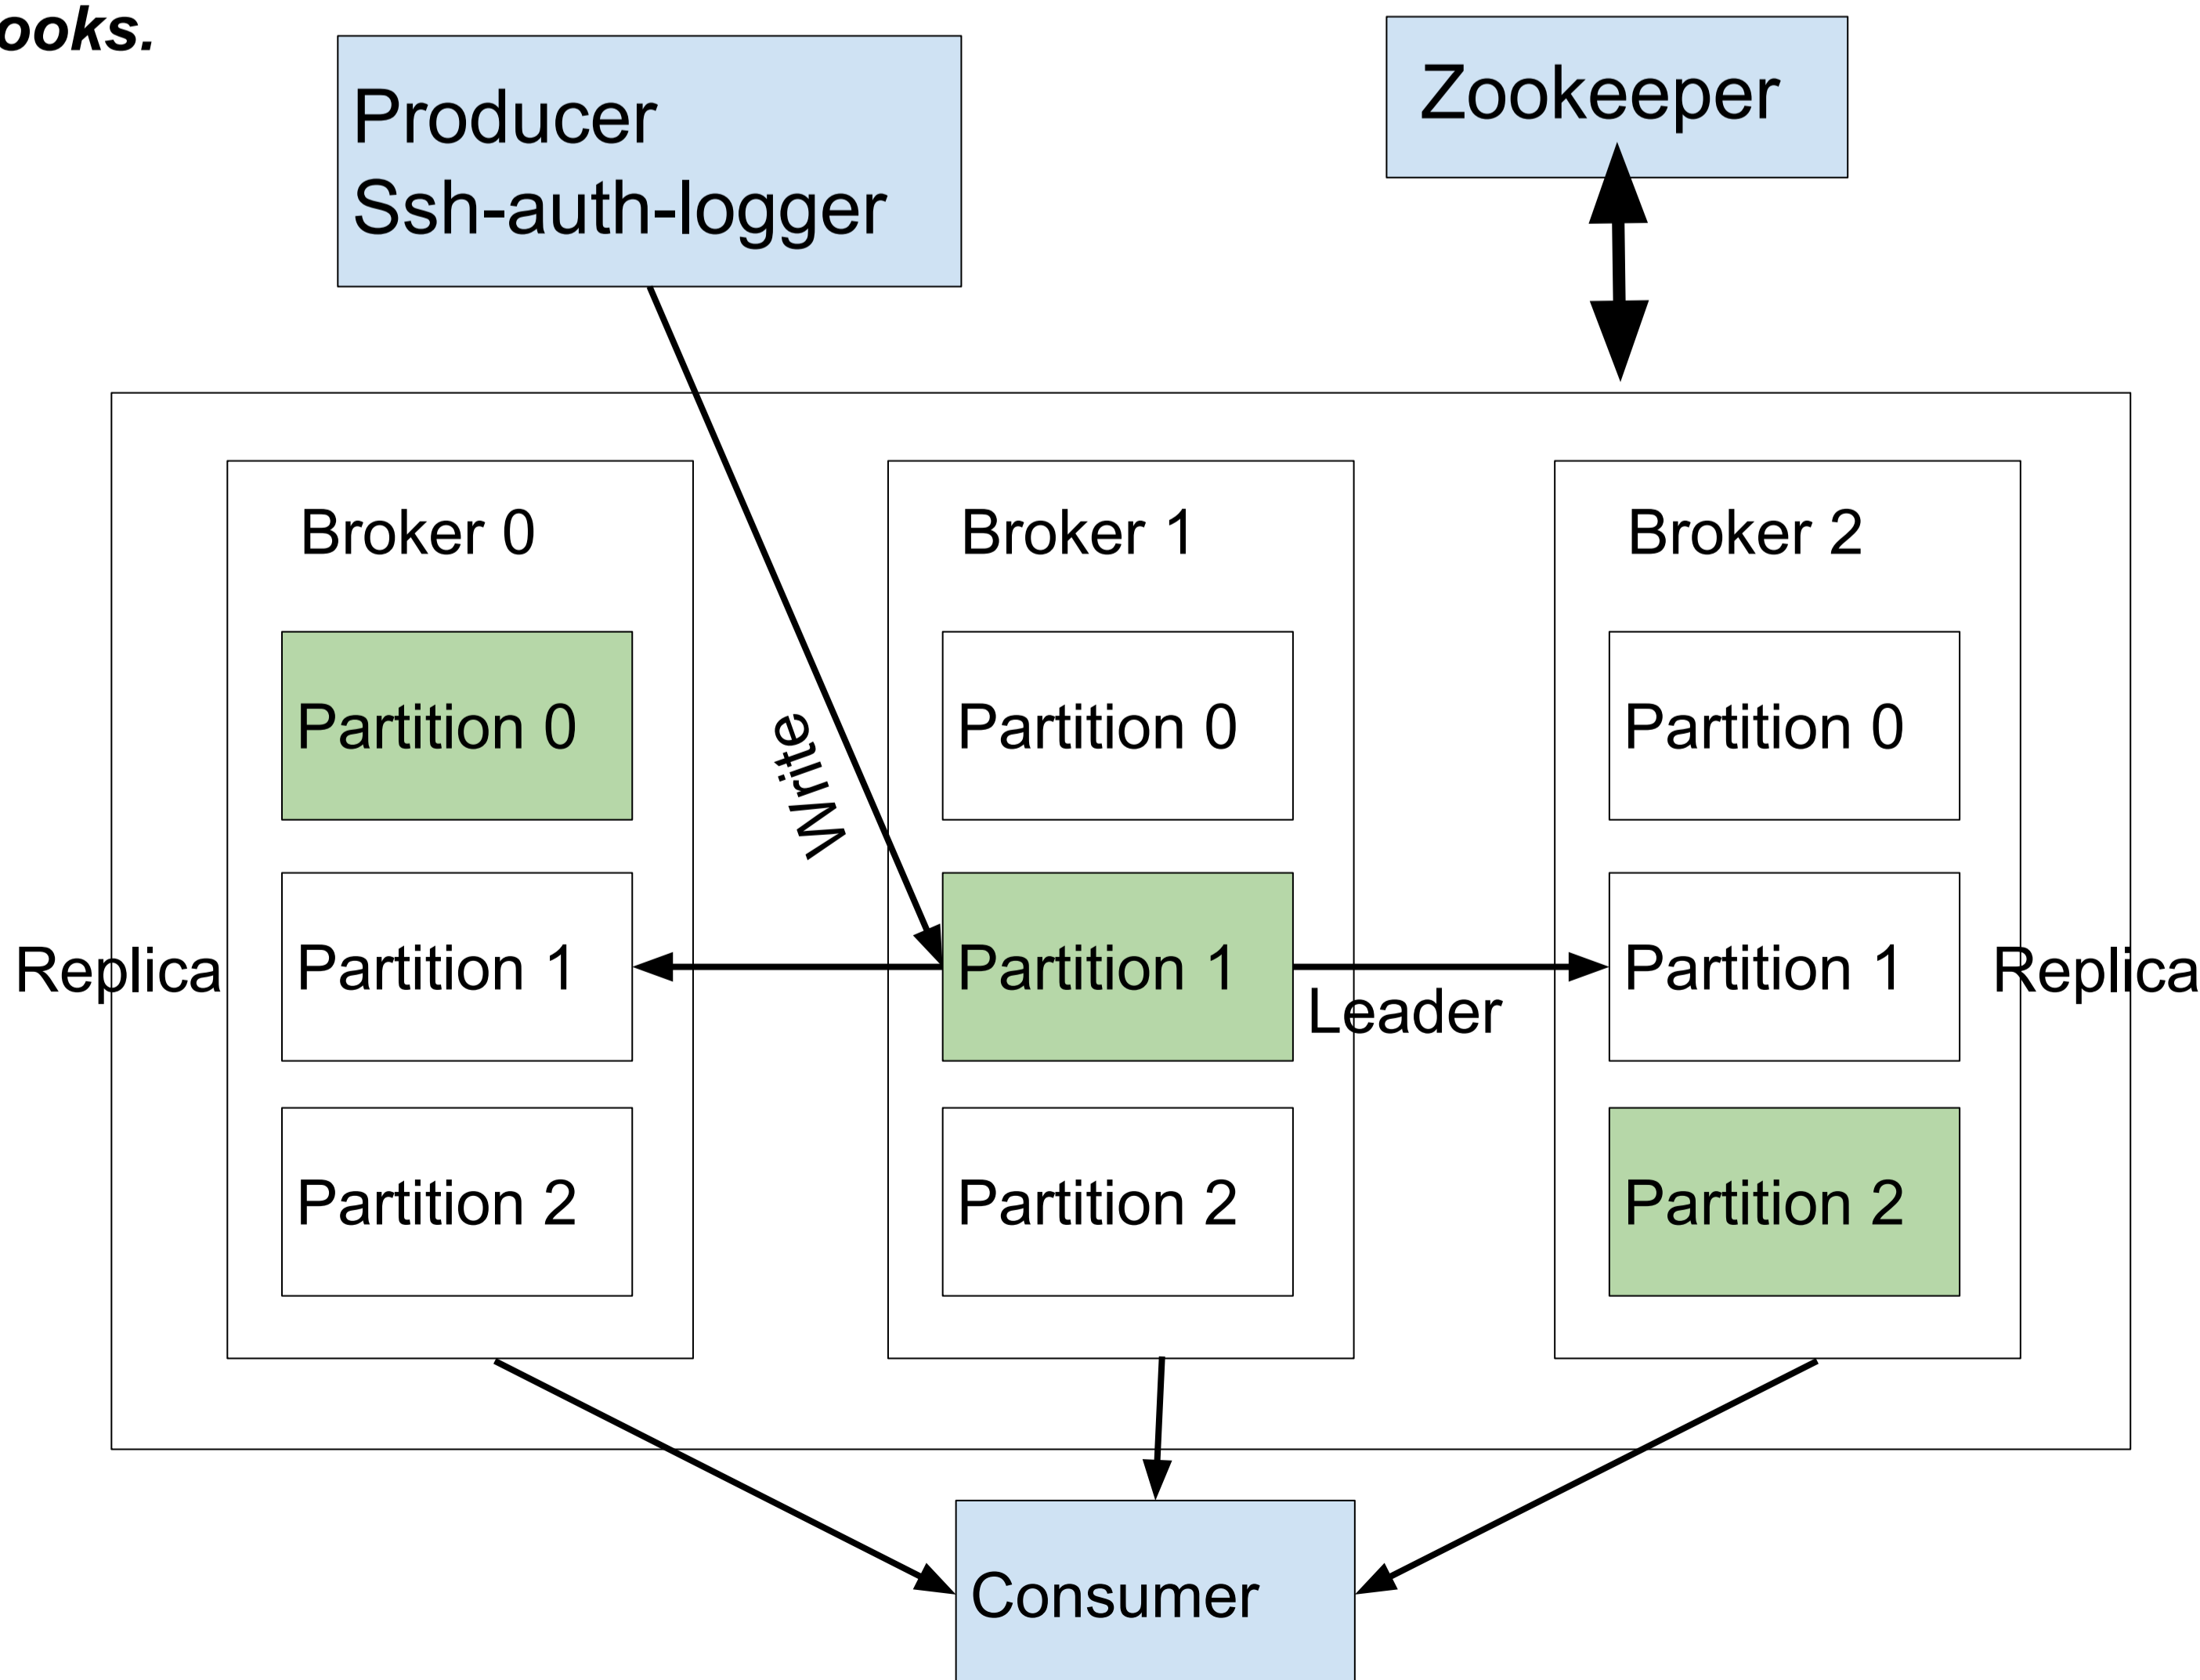 ooks.
Producer
Ssh-auth-logger
Zookeeper
Broker 0
Broker 1
Broker 2
Partition 0
Partition 0
Partition 0
Write
Replica
Partition 1
Partition 1
Leader
Partition 1
Replica
Partition 2
Partition 2
Partition 2
Consumer